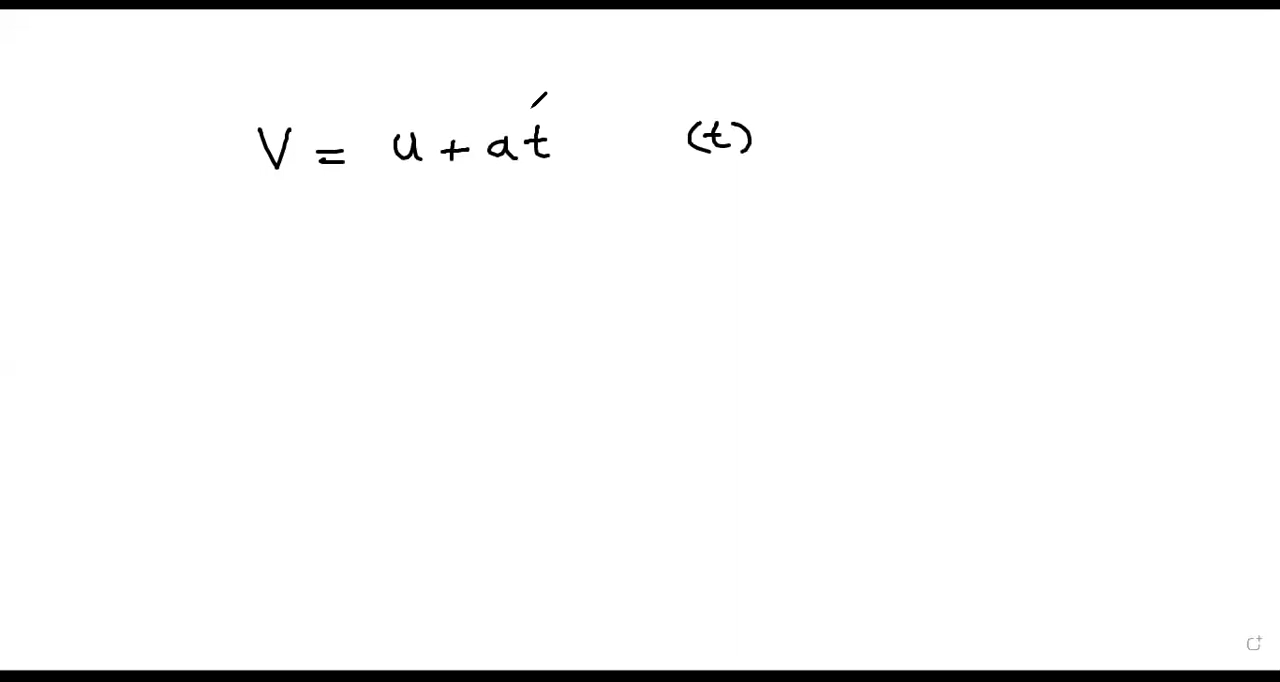 V = u + at (t)